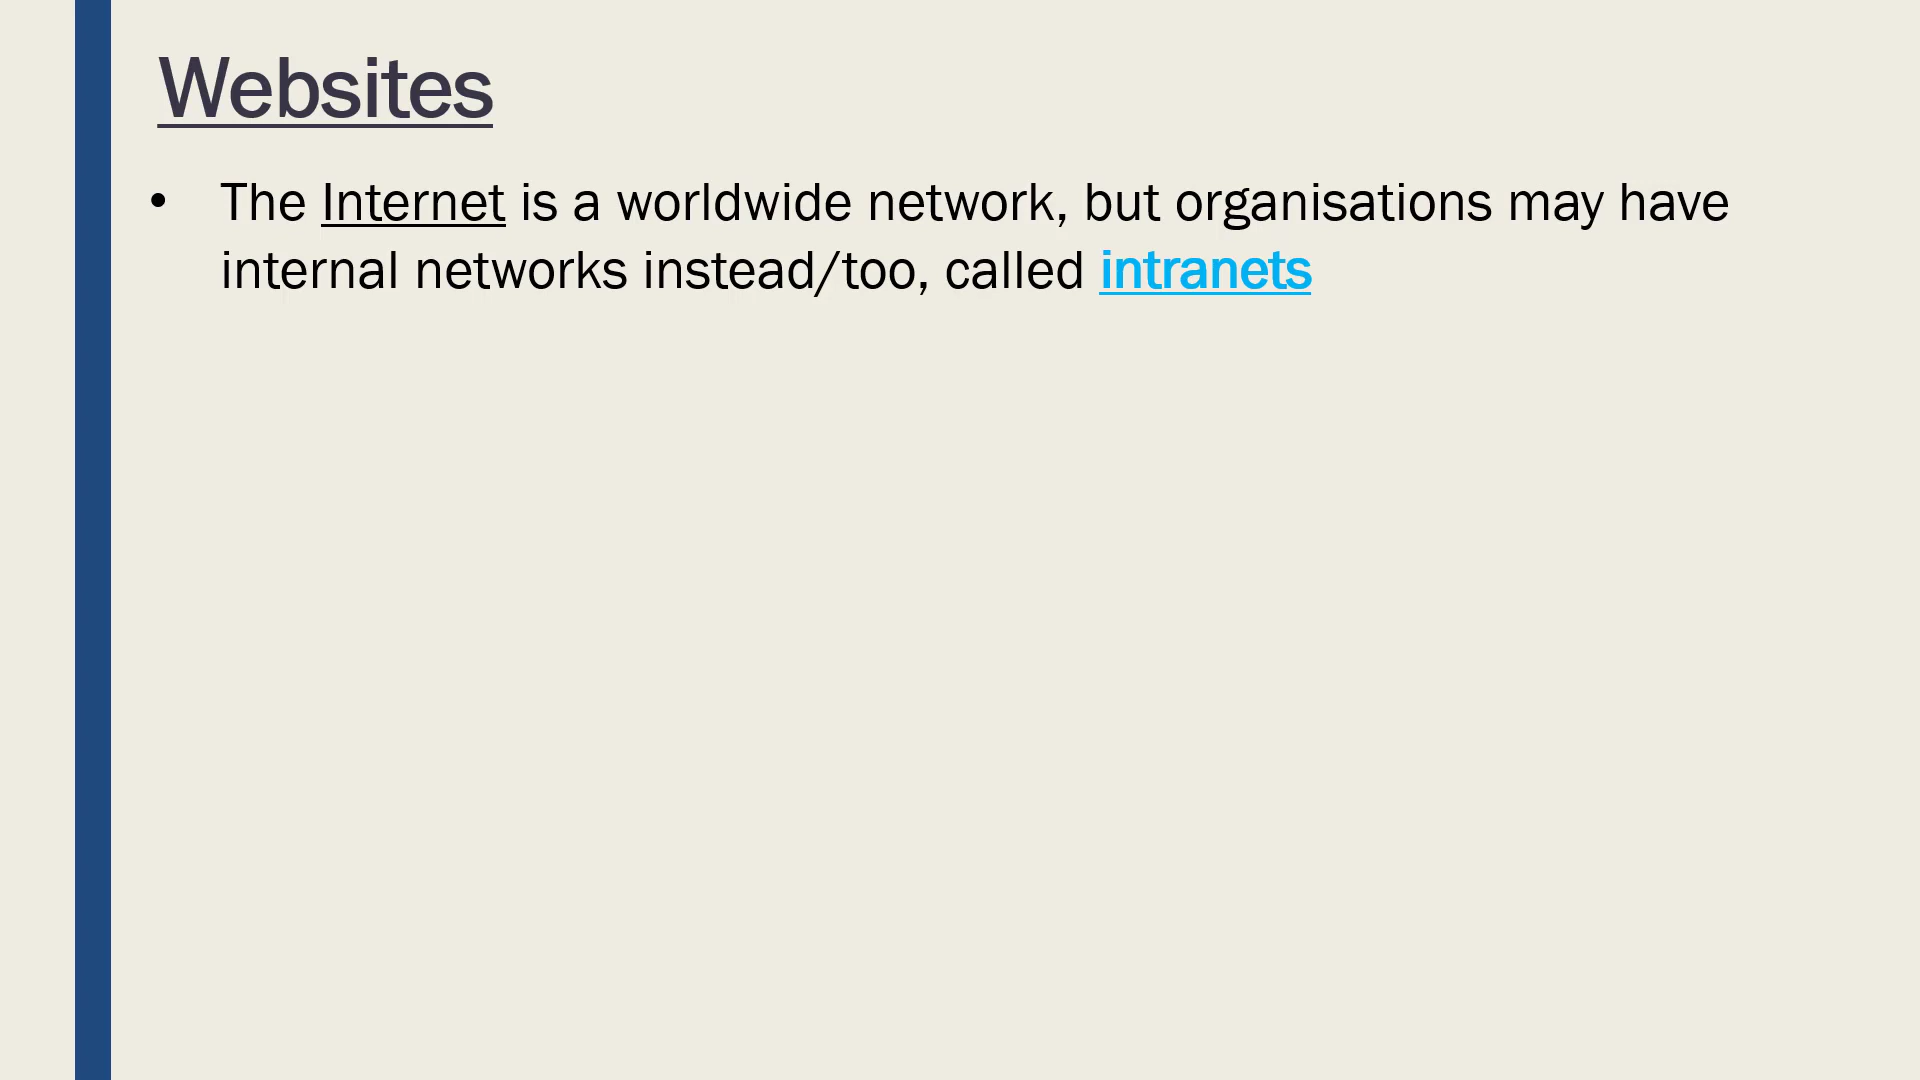 Websites
• The Internet is a worldwide network, but organisations may have
internal networks instead/too, called intranets